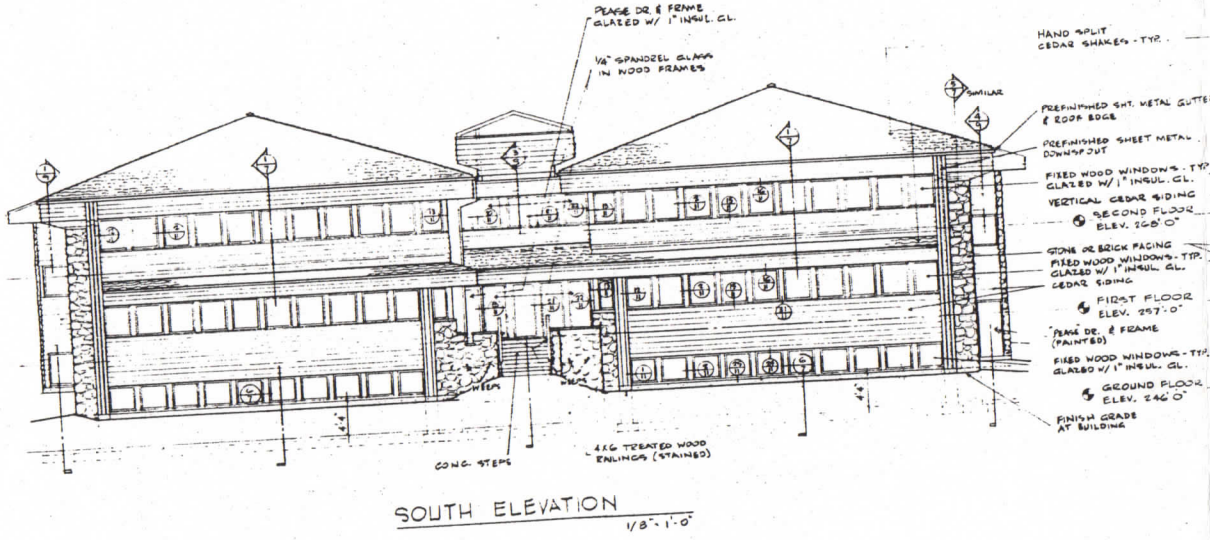 PEASE DR. & FRAME
GLAZED W/ 1" INSUL. GL.
1/4" SPANDREL GLASS
IN WOOD FRAMES
HAND SPLIT
CEDAR SHAKES - TYP.
SIMILAR
PREFINISHED SHT. METAL GUTTE
& ROOF EDGE
PREFINISHED SHEET METAL
DOWNSPOUT
FIXED WOOD WINDOWS - TYP.
GLAZED W/ 1" INSUL. GL.
VERTICAL CEDAR SIDING
SECOND FLOOR
ELEV. 268'0"
STONE OR BRICK FACING
FIXED WOOD WINDOWS - TYP.
GLAZED W/ 1" INSUL. GL.
CEDAR SIDING
FIRST FLOOR
ELEV. 257'-0"
PEASE DR. & FRAME
(PAINTED)
FIXED WOOD WINDOWS - TYP.
GLAZED W/ 1" INSUL. GL.
GROUND FLOOR
ELEV. 246'0"
FINISH GRADE
AT BUILDING
WEEPS
WEEPS
4'4"
4'4"
CONC. STEPS
4X6 TREATED WOOD
RAILINGS (STAINED)
SOUTH ELEVATION
1/8"-1'-0"